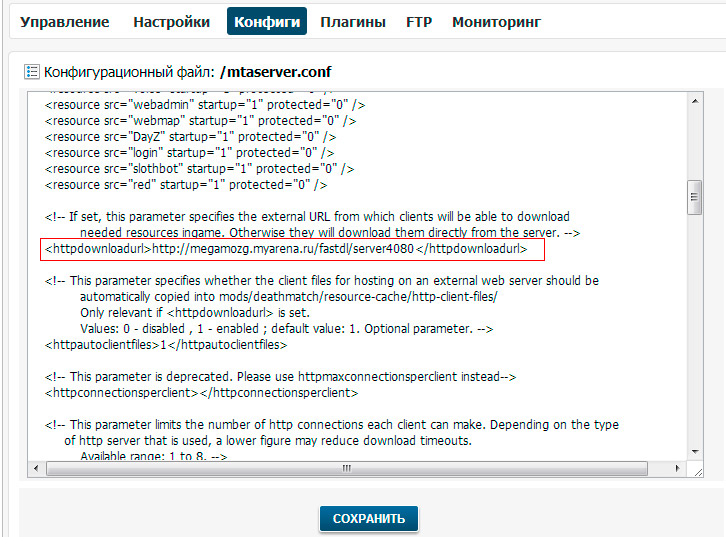 Управление Настройки Конфиги Плагины FTP Мониторинг
Конфигурационный файл: /mtaserver.conf
<resource src="webadmin" startup="1" protected="0" />
<resource src="webmap" startup="1" protected="0" />
<resource src="DayZ" startup="1" protected="0" />
<resource src="login" startup="1" protected="0" />
<resource src="slothbot" startup="1" protected="0" />
<resource src="red" startup="1" protected="0" />
<!-- If set, this parameter specifies the external URL from which clients will be able to download
needed resources ingame. Otherwise they will download them directly from the server. -->
<httpdownloadurl>http://megamozg.myarena.ru/fastdl/server4080</httpdownloadurl>
<!-- This parameter specifies whether the client files for hosting on an external web server should be
automatically copied into mods/deathmatch/resource-cache/http-client-files/
Only relevant if <httpdownloadurl> is set.
Values: 0 - disabled , 1 - enabled ; default value: 1. Optional parameter. -->
<httpautoclientfiles>1</httpautoclientfiles>
<!-- This parameter is deprecated. Please use httpmaxconnectionsperclient instead-->
<httpconnectionsperclient></httpconnectionsperclient>
<!-- This parameter limits the number of http connections each client can make. Depending on the type
of http server that is used, a lower figure may reduce download timeouts.
Available range: 1 to 8. -->
СОХРАНИТЬ